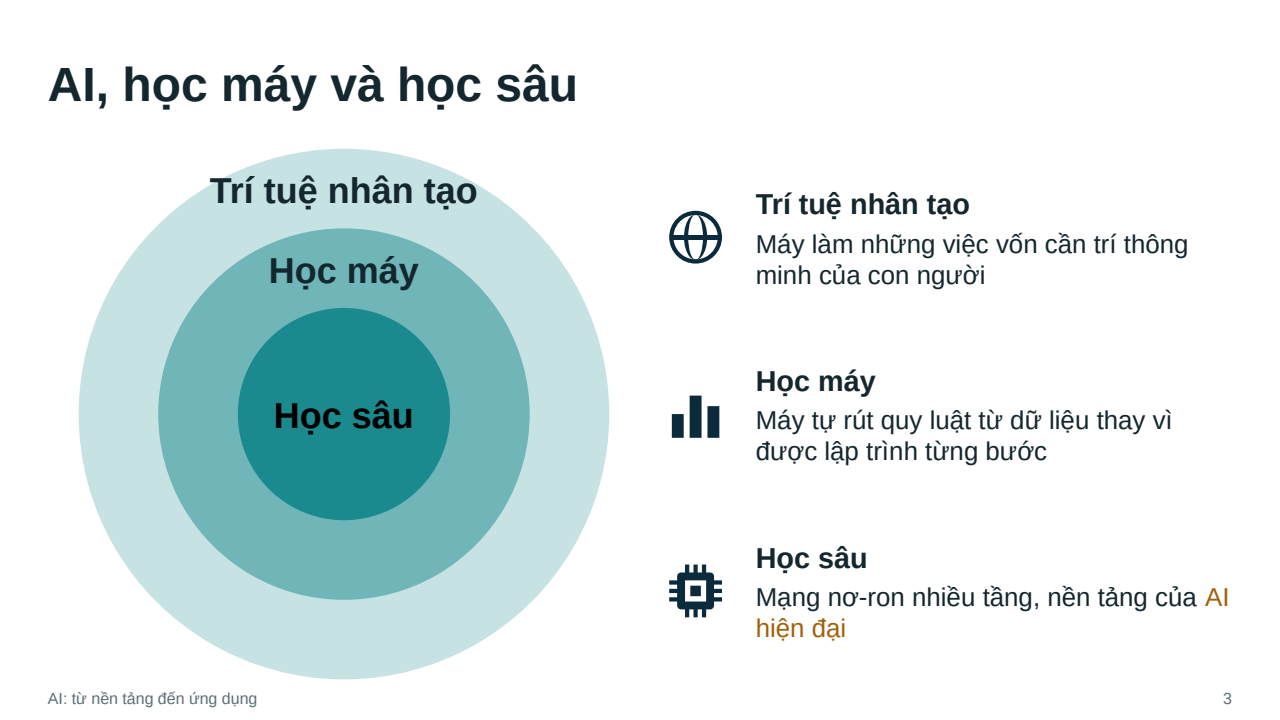 AI, học máy và học sâu
Trí tuệ nhân tạo
Học máy
Học sâu
Trí tuệ nhân tạo
Máy làm những việc vốn cần trí thông
minh của con người
Học máy
Máy tự rút quy luật từ dữ liệu thay vì
được lập trình từng bước
Học sâu
Mạng nơ-ron nhiều tầng, nền tảng của AI
hiện đại
AI: từ nền tảng đến ứng dụng
3